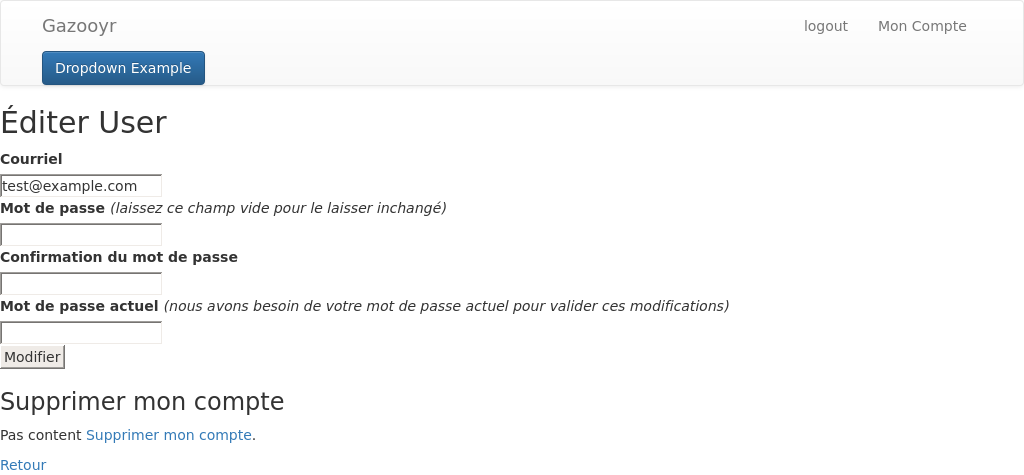 Gazooyr
logout
Mon Compte
Dropdown Example
Éditer User
Courriel
test@example.com
Mot de passe (laissez ce champ vide pour le laisser inchangé)
Confirmation du mot de passe
Mot de passe actuel (nous avons besoin de votre mot de passe actuel pour valider ces modifications)
Modifier
Supprimer mon compte
Pas content Supprimer mon compte.
Retour